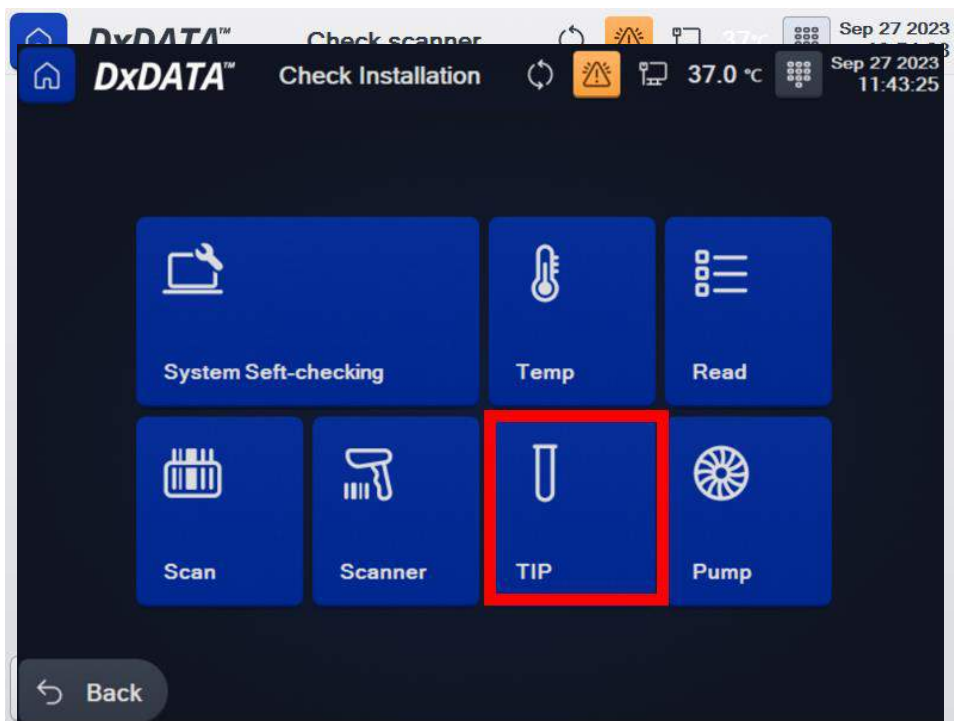 DxDATA™ Check scanner 37℃ Sep 27 2023
DxDATA™ Check Installation 37.0 ℃ Sep 27 2023
11:43:25
System Seft-checking
Temp
Read
Scan
Scanner
TIP
Pump
Back